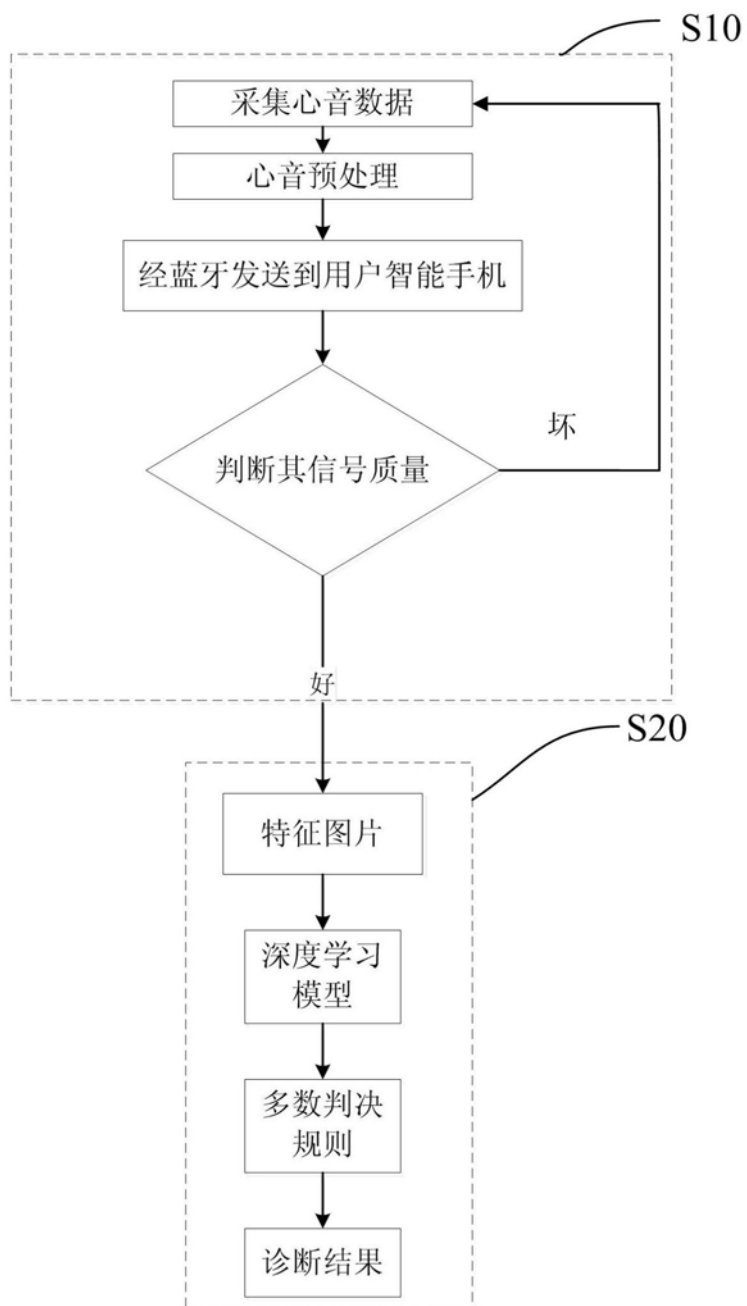 S10
采集心音数据
心音预处理
经蓝牙发送到用户智能手机
判断其信号质量
坏
好
S20
特征图片
深度学习
模型
多数判决
规则
诊断结果